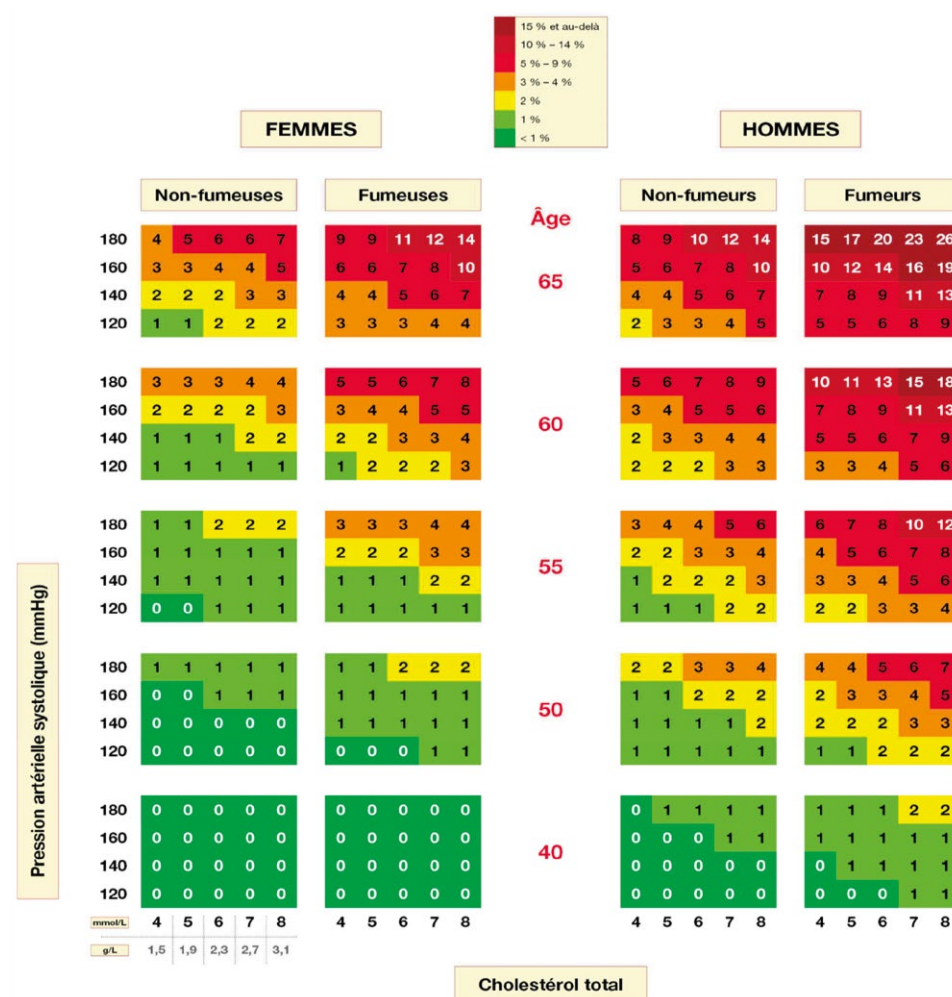 15 % et au-delà
10 % – 14 %
5 % – 9 %
3 % – 4 %
2 %
1 %
< 1 %
FEMMES HOMMES
Non-fumeuses Fumeuses Non-fumeurs Fumeurs
Âge
180 4 5 6 6 7 9 9 11 12 14 8 9 10 12 14 15 17 20 23 26
160 3 3 4 4 5 6 6 7 8 10 5 6 7 8 10 10 12 14 16 19
65
140 2 2 2 3 3 4 4 5 6 7 4 4 5 6 7 7 8 9 11 13
120 1 1 2 2 2 3 3 3 4 4 2 3 3 4 5 5 5 6 8 9
180 3 3 3 4 4 5 5 6 7 8 5 6 7 8 9 10 11 13 15 18
160 2 2 2 2 3 3 4 4 5 5 3 4 5 5 6 7 8 9 11 13
60
140 1 1 1 2 2 2 2 3 3 4 2 3 3 4 4 5 5 6 7 9
120 1 1 1 1 1 1 2 2 2 3 2 2 2 3 3 3 3 4 5 6
180 1 1 2 2 2 3 3 3 4 4 3 4 4 5 6 6 7 8 10 12
160 1 1 1 1 1 2 2 2 3 3 2 2 3 3 4 4 5 6 7 8
55
140 1 1 1 1 1 1 1 1 2 2 1 2 2 2 3 3 3 4 5 6
120 0 0 1 1 1 1 1 1 1 1 1 1 1 2 2 2 2 3 3 4
180 1 1 1 1 1 1 1 2 2 2 2 2 3 3 4 4 4 5 6 7
160 0 0 1 1 1 1 1 1 1 1 1 1 2 2 2 2 3 3 4 5
50
140 0 0 0 0 0 1 1 1 1 1 1 1 1 1 2 2 2 2 3 3
120 0 0 0 0 0 0 0 0 1 1 1 1 1 1 1 1 1 2 2 2
180 0 0 0 0 0 0 0 0 0 0 0 1 1 1 1 1 1 1 2 2
160 0 0 0 0 0 0 0 0 0 0 0 0 0 1 1 1 1 1 1 1
40
140 0 0 0 0 0 0 0 0 0 0 0 0 0 0 0 0 1 1 1 1
120 0 0 0 0 0 0 0 0 0 0 0 0 0 0 0 0 0 0 1 1
mmol/L 4 5 6 7 8 4 5 6 7 8 4 5 6 7 8 4 5 6 7 8
g/L 1,5 1,9 2,3 2,7 3,1
Pression artérielle systolique (mmHg)
Cholestérol total